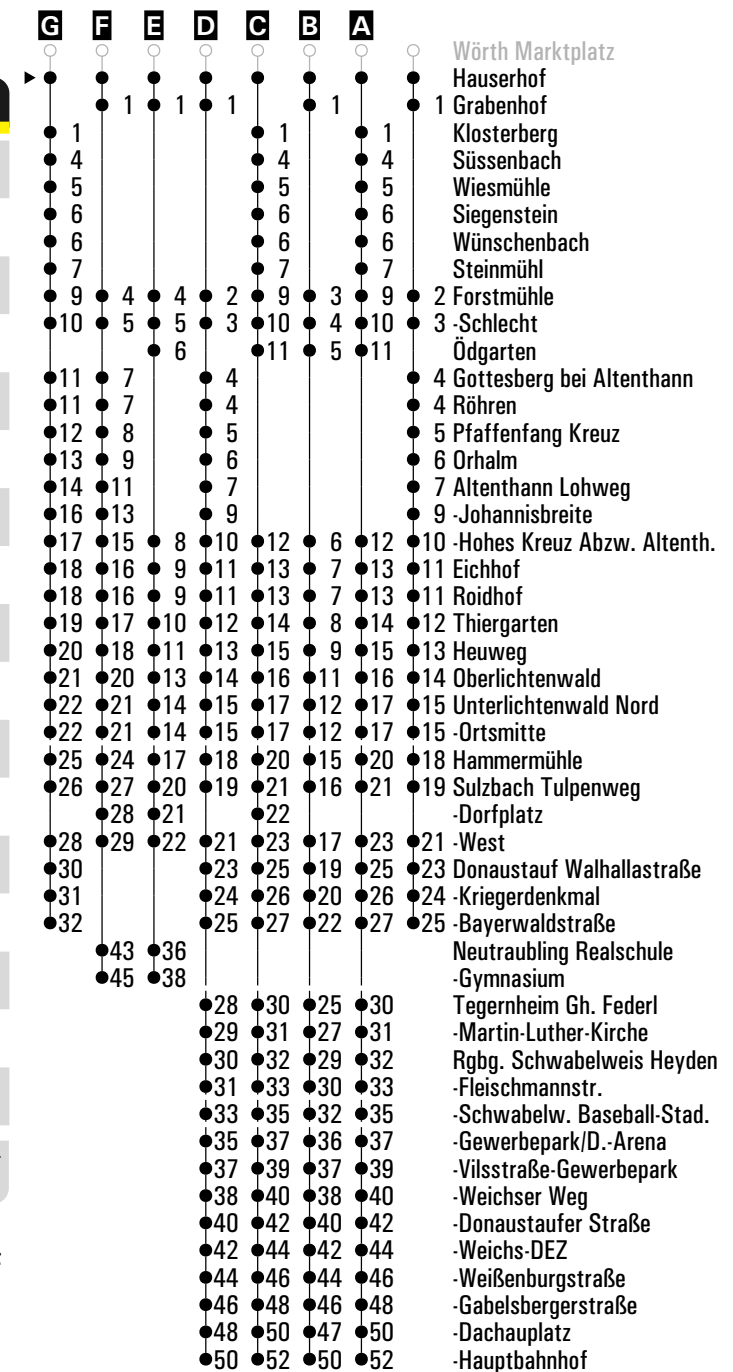 G F E D C B A
Wörth Marktplatz
Hauserhof
1 1 1 1 1 Grabenhof
1 1 1 Klosterberg
4 4 4 Süssenbach
5 5 5 Wiesmühle
6 6 6 Siegenstein
6 6 6 Wünschenbach
7 7 7 Steinmühl
9 4 4 2 9 3 9 2 Forstmühle
10 5 5 3 10 4 10 3 -Schlecht
6 11 5 11 Ödgarten
11 7 4 4 Gottesberg bei Altenthann
11 7 4 4 Röhren
12 8 5 5 Pfaffenfang Kreuz
13 9 6 6 Orhalm
14 11 7 7 Altenthann Lohweg
16 13 9 9 -Johannisbreite
17 15 8 10 12 6 12 10 -Hohes Kreuz Abzw. Altenth.
18 16 9 11 13 7 13 11 Eichhof
18 16 9 11 13 7 13 11 Roidhof
19 17 10 12 14 8 14 12 Thiergarten
20 18 11 13 15 9 15 13 Heuweg
21 20 13 14 16 11 16 14 Oberlichtenwald
22 21 14 15 17 12 17 15 Unterlichtenwald Nord
22 21 14 15 17 12 17 15 -Ortsmitte
25 24 17 18 20 15 20 18 Hammermühle
26 27 20 19 21 16 21 19 Sulzbach Tulpenweg
28 21 22 -Dorfplatz
28 29 22 21 23 17 23 21 -West
30 23 25 19 25 23 Donaustauf Walhallastraße
31 24 26 20 26 24 -Kriegerdenkmal
32 25 27 22 27 25 -Bayerwaldstraße
43 36 Neutraubling Realschule
45 38 -Gymnasium
28 30 25 30 Tegernheim Gh. Federl
29 31 27 31 -Martin-Luther-Kirche
30 32 29 32 Rgbg. Schwabelweis Heyden
31 33 30 33 -Fleischmannstr.
33 35 32 35 -Schwabelw. Baseball-Stad.
35 37 36 37 -Gewerbepark/D.-Arena
37 39 37 39 -Vilsstraße-Gewerbepark
38 40 38 40 -Weichser Weg
40 42 40 42 -Donaustaufer Straße
42 44 42 44 -Weichs-DEZ
44 46 44 46 -Weißenburgstraße
46 48 46 48 -Gabelsbergerstraße
48 50 47 50 -Dachauplatz
50 52 50 52 -Hauptbahnhof